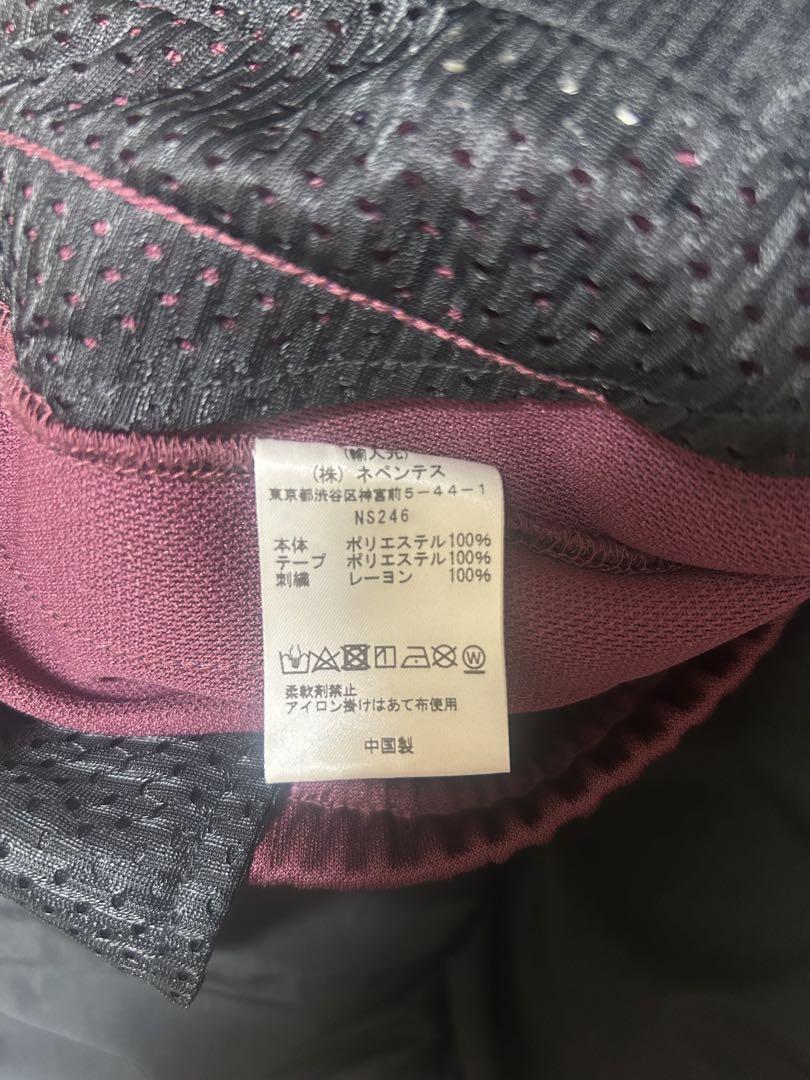 (輸入元)
(株) ネペンテス
東京都渋谷区神宮前5-44-1
NS246
本体 ポリエステル100%
テープ ポリエステル100%
刺繍 レーヨン 100%
W
柔軟剤禁止
アイロン掛けはあて布使用
中国製